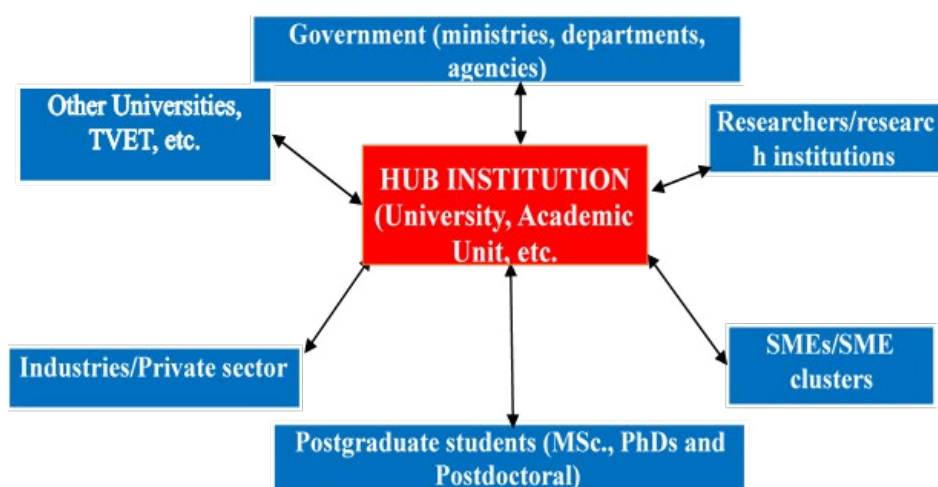 Government (ministries, departments,
agencies)
Other Universities,
TVET, etc.
Researchers/researc
h institutions
HUB INSTITUTION
(University, Academic
Unit, etc.
Industries/Private sector
SMEs/SME
clusters
Postgraduate students (MSc., PhDs and
Postdoctoral)